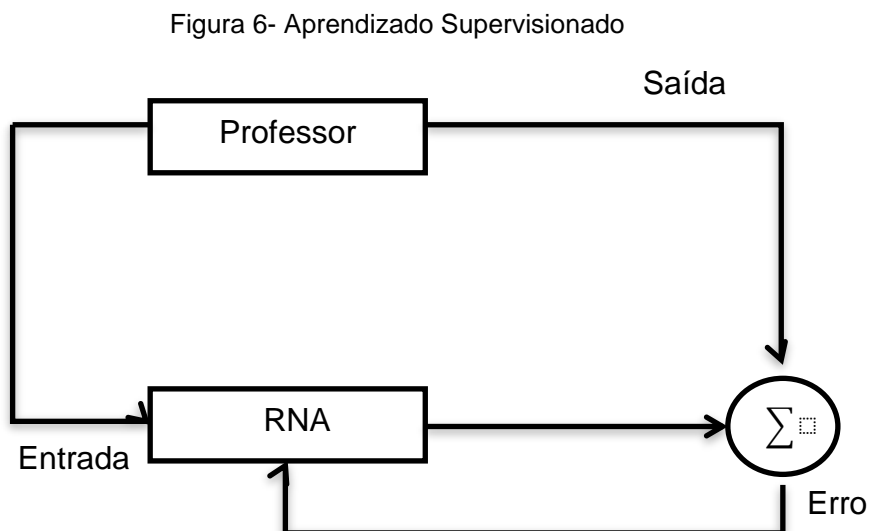 Figura 6- Aprendizado Supervisionado
Saída
Professor
RNA
∑
Entrada
Erro